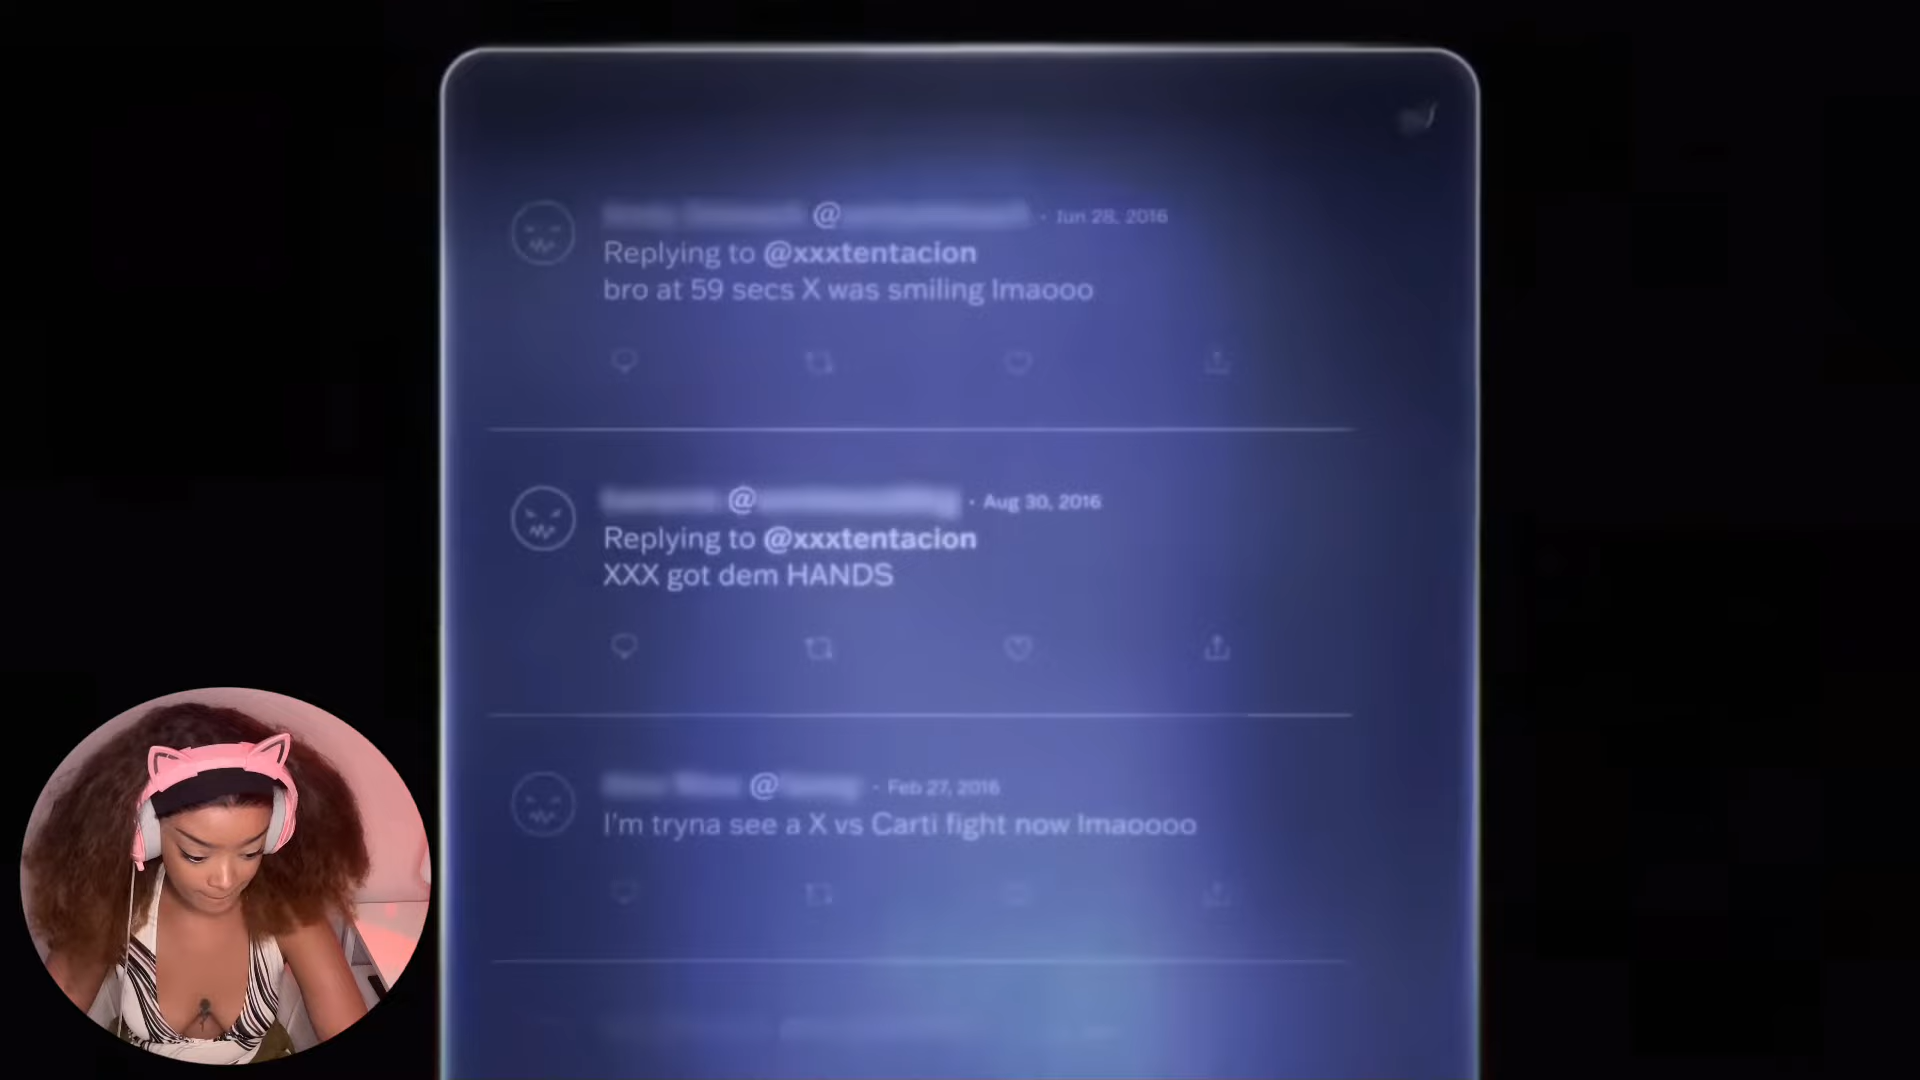 @ · Jun 28, 2016
Replying to @xxxtentacion
bro at 59 secs X was smiling lmaooo
@ · Aug 30, 2016
Replying to @xxxtentacion
XXX got dem HANDS
@ · Feb 27, 2016
I'm tryna see a X vs Carti fight now lmaoooo